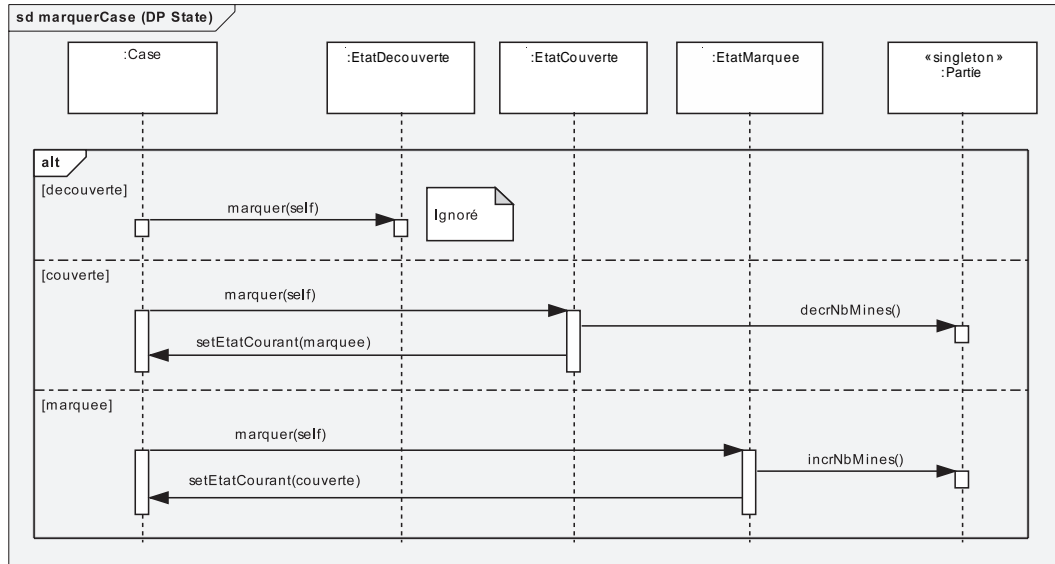 sd marquerCase (DP State)
:Case
:EtatDecouverte
:EtatCouverte
:EtatMarquee
«singleton»
:Partie
alt
[decouverte]
marquer(self)
Ignoré
[couverte]
marquer(self)
decrNbMines()
setEtatCourant(marquee)
[marquee]
marquer(self)
incrNbMines()
setEtatCourant(couverte)